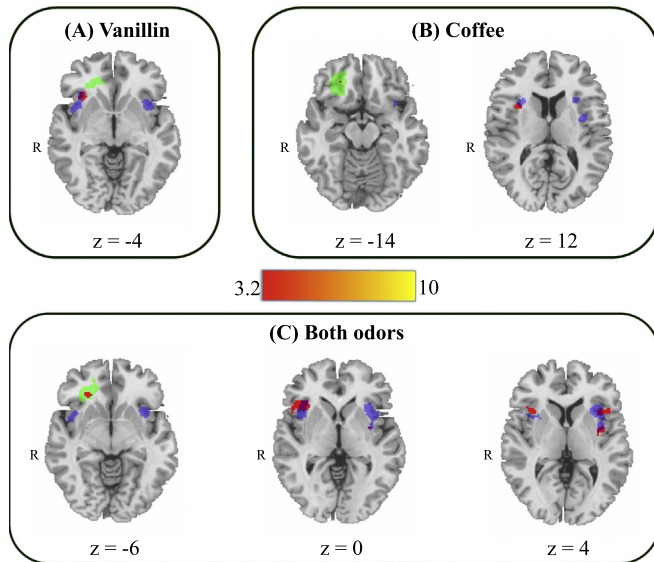 (A) Vanillin
R
z = -4
(B) Coffee
R
z = -14
z = 12
3.2
10
(C) Both odors
R
R
R
z = -6
z = 0
z = 4